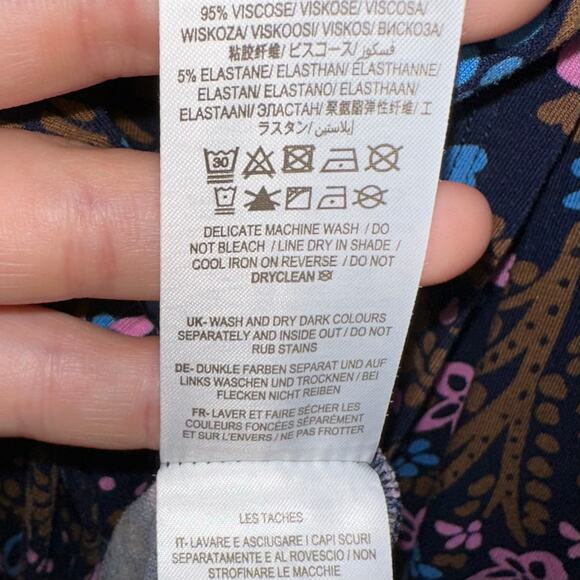 95% VISCOSE/ VISKOSE/ VISCOSA/
WISKOZA/ VISKOOSI/ VISKOS/ ВИСКОЗА/
粘胶纤维/ ビスコース/ فسكوز/
5% ELASTANE/ ELASTHAN/ ELASTHANNE/
ELASTAN/ ELASTANO/ ELASTHAAN/
ELASTAANI/ ЭЛАСТАН/ 聚氨酯弹性纤维/ エ
ラスタン/ إيلاستين/
30
DELICATE MACHINE WASH / DO
NOT BLEACH / LINE DRY IN SHADE /
COOL IRON ON REVERSE / DO NOT
DRYCLEAN
UK- WASH AND DRY DARK COLOURS
SEPARATELY AND INSIDE OUT / DO NOT
RUB STAINS
DE- DUNKLE FARBEN SEPARAT UND AUF
LINKS WASCHEN UND TROCKNEN / BEI
FLECKEN NICHT REIBEN
FR- LAVER ET FAIRE SÉCHER LES
COULEURS FONCÉES SÉPARÉMENT
ET SUR L'ENVERS / NE PAS FROTTER
LES TACHES
IT- LAVARE E ASCIUGARE I CAPI SCURI
SEPARATAMENTE E AL ROVESCIO / NON
STROFINARE LE MACCHIE